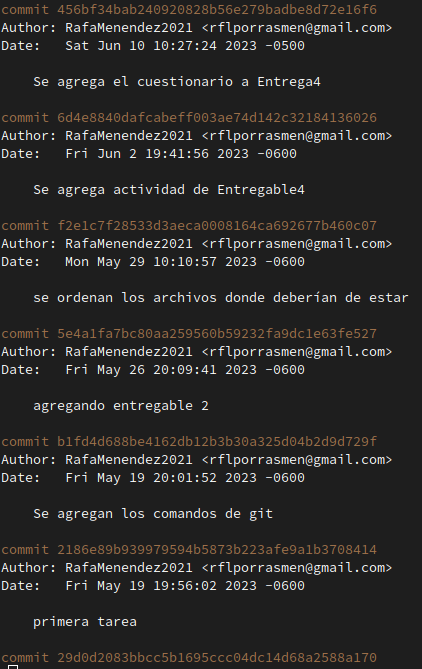 commit 456bf34bab240920828b56e279badbe8d72e16f6
Author: RafaMenendez2021 <rflporrasmen@gmail.com>
Date:   Sat Jun 10 10:27:24 2023 -0500
Se agrega el cuestionario a Entrega4
commit 6d4e8840dafcabeff003ae74d142c32184136026
Author: RafaMenendez2021 <rflporrasmen@gmail.com>
Date:   Fri Jun 2 19:41:56 2023 -0600
Se agrega actividad de Entregable4
commit f2e1c7f28533d3aeca0008164ca692677b460c07
Author: RafaMenendez2021 <rflporrasmen@gmail.com>
Date:   Mon May 29 10:10:57 2023 -0600
se ordenan los archivos donde deberían de estar
commit 5e4a1fa7bc80aa259560b59232fa9dc1e63fe527
Author: RafaMenendez2021 <rflporrasmen@gmail.com>
Date:   Fri May 26 20:09:41 2023 -0600
agregando entregable 2
commit b1fd4d688be4162db12b3b30a325d04b2d9d729f
Author: RafaMenendez2021 <rflporrasmen@gmail.com>
Date:   Fri May 19 20:01:52 2023 -0600
Se agregan los comandos de git
commit 2186e89b939979594b5873b223afe9a1b3708414
Author: RafaMenendez2021 <rflporrasmen@gmail.com>
Date:   Fri May 19 19:56:02 2023 -0600
primera tarea
commit 29d0d2083bbcc5b1695ccc04dc14d68a2588a170